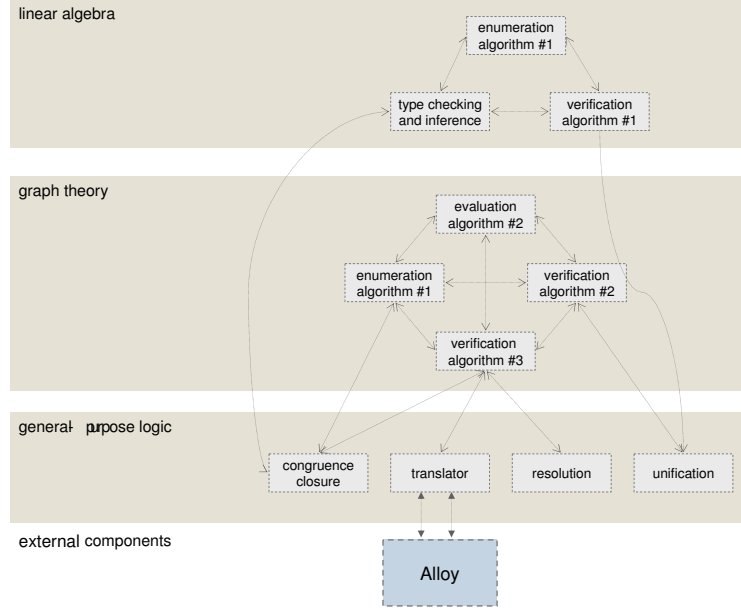 linear algebra
enumeration
algorithm #1
type checking
and inference
verification
algorithm #1
graph theory
evaluation
algorithm #2
enumeration
algorithm #1
verification
algorithm #2
verification
algorithm #3
general- purpose logic
congruence
closure
translator
resolution
unification
external components
Alloy